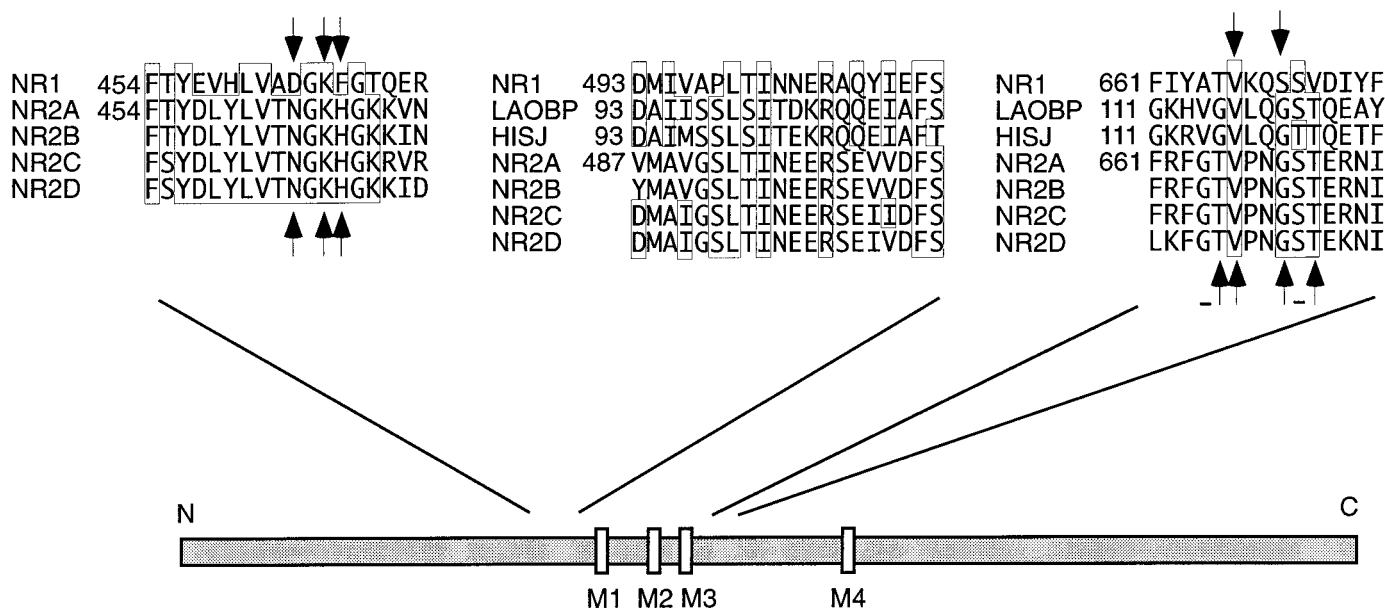 NR1 454 FTYEVHLVADGKFGTQER
NR2A 454 FTYDLYLVTNGKHGKKVN
NR2B FTYDLYLVTNGKHGKKIN
NR2C FSYDLYLVTNGKHGKRVR
NR2D FSYDLYLVTNGKHGKKID
NR1 493 DMIVAPLTINNERAQYIEFS
LAOBP 93 DAIISSLSITDKRQQEIAFS
HISJ 93 DAIMSSLSITEKRQQEIAFT
NR2A 487 VMAVGSLTINEERSEVVDFS
NR2B YMAVGSLTINEERSEVVDFS
NR2C DMAIGSLTINEERSEIIDFS
NR2D DMAIGSLTINEERSEIVDFS
NR1 661 FIYATVKQSSVDIYF
LAOBP 111 GKHVGVLQGSTQEAY
HISJ 111 GKRVGVLQGTTQETF
NR2A 661 FRFGTVPNGSTERNI
NR2B FRFGTVPNGSTERNI
NR2C FRFGTVPNGSTERNI
NR2D LKFGTVPNGSTEKNI
N C
M1 M2 M3 M4